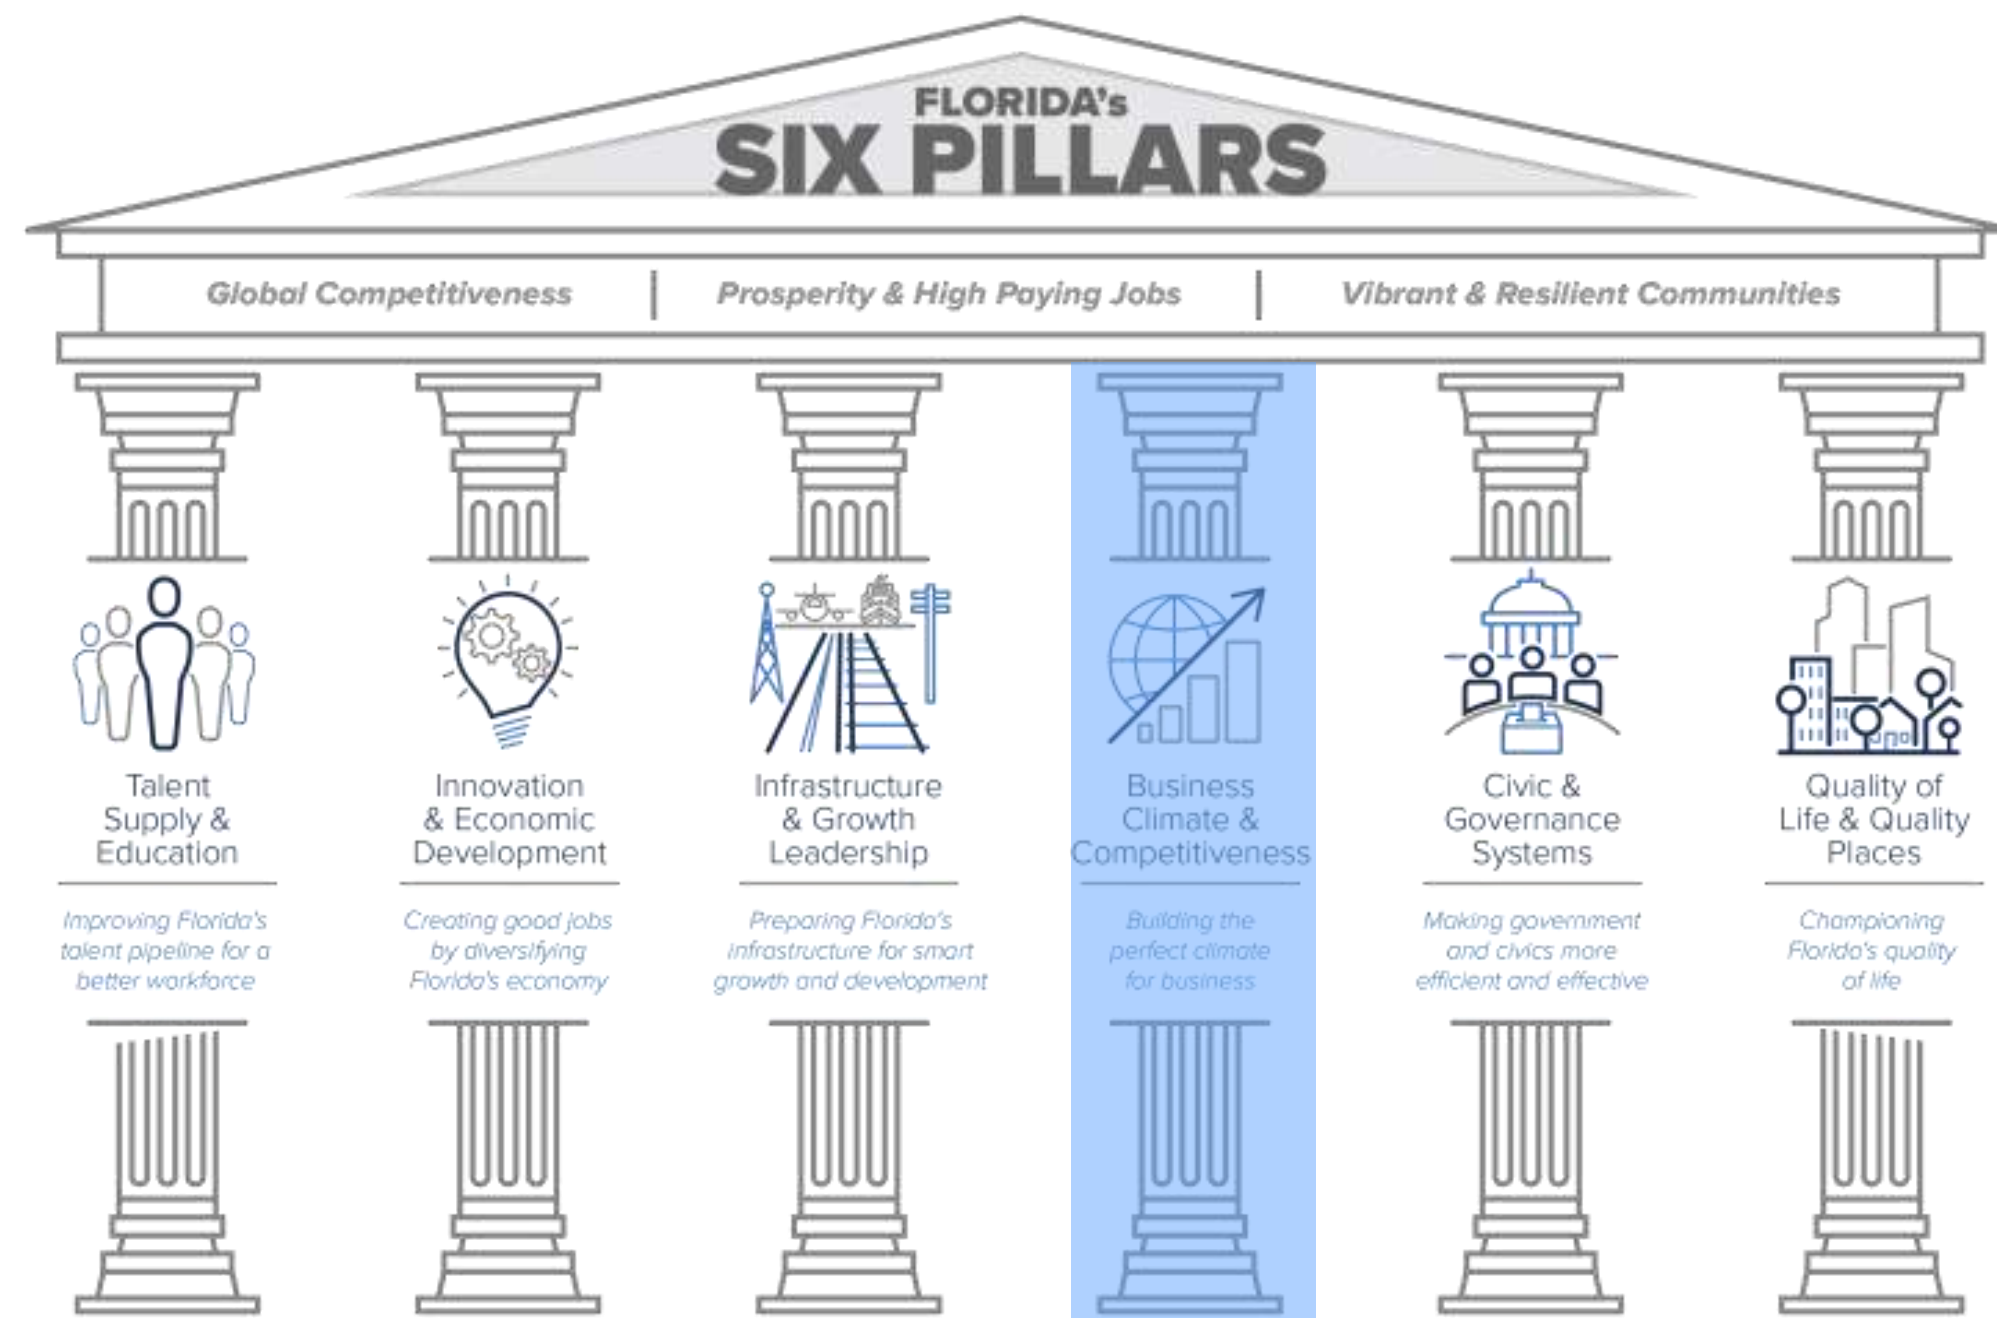 FLORIDA's
SIX PILLARS
Global Competitiveness
Prosperity & High Paying Jobs
Vibrant & Resilient Communities
Talent
Supply &
Education
Improving Florida's
talent pipeline for a
better workforce
Innovation
& Economic
Development
Creating good jobs
by diversifying
Florida's economy
Infrastructure
& Growth
Leadership
Preparing Florida's
infrastructure for smart
growth and development
Business
Climate &
Competitiveness
Building the
perfect climate
for business
Civic &
Governance
Systems
Making government
and civics more
efficient and effective
Quality of
Life & Quality
Places
Championing
Florida's quality
of life